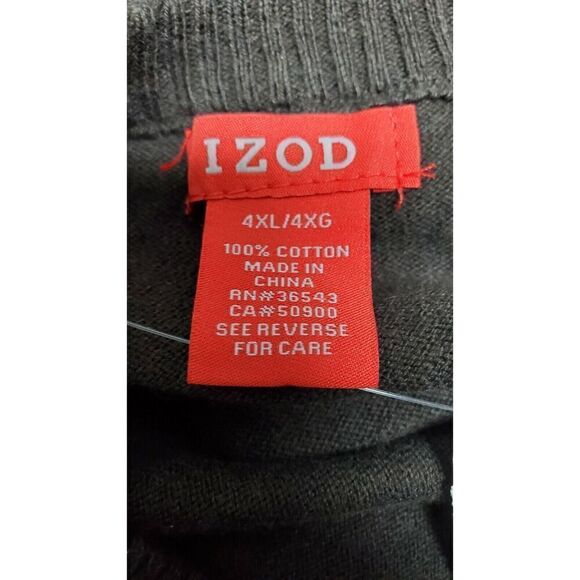 IZOD
4XL/4XG
100% COTTON
MADE IN
CHINA
RN#36543
CA#50900
SEE REVERSE
FOR CARE